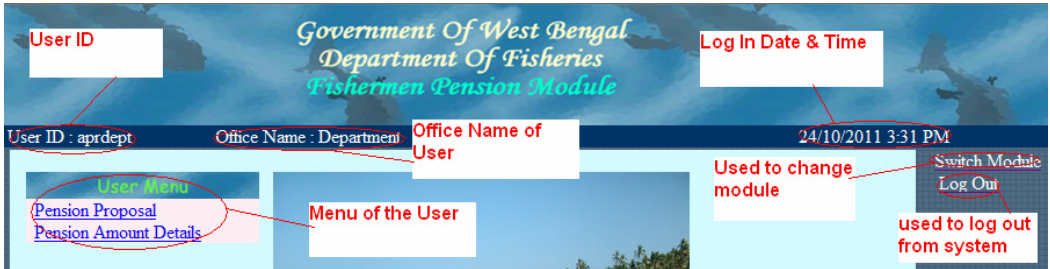 User ID
Government Of West Bengal
Department Of Fisheries
Fishermen Pension Module
Log In Date & Time
User ID : aprdept
Office Name : Department
Office Name of
User
24/10/2011 3:31 PM
User Menu
Pension Proposal
Pension Amount Details
Menu of the User
Used to change
module
Switch Module
Log Out
used to log out
from system